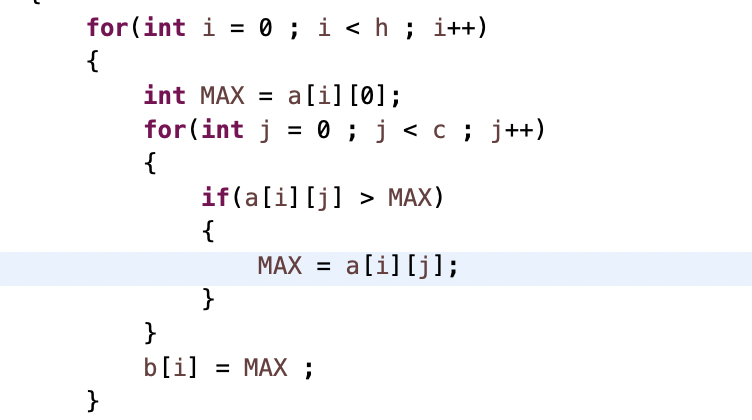 {
for(int i = 0 ; i < h ; i++)
{
int MAX = a[i][0];
for(int j = 0 ; j < c ; j++)
{
if(a[i][j] > MAX)
{
MAX = a[i][j];
}
}
b[i] = MAX ;
}